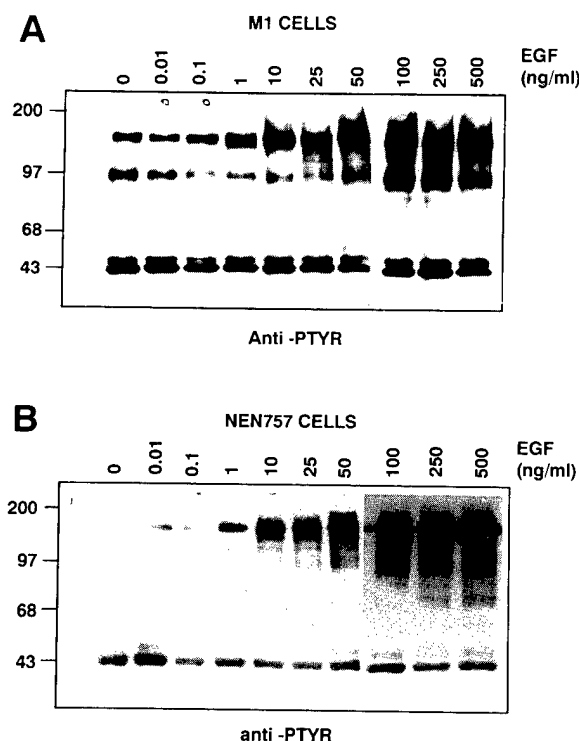 A
M1 CELLS
0 0.01 0.1 1 10 25 50 100 250 500
EGF
(ng/ml)
200
97
68
43
Anti -PTYR
B
NEN757 CELLS
0 0.01 0.1 1 10 25 50 100 250 500
EGF
(ng/ml)
200
97
68
43
anti -PTYR